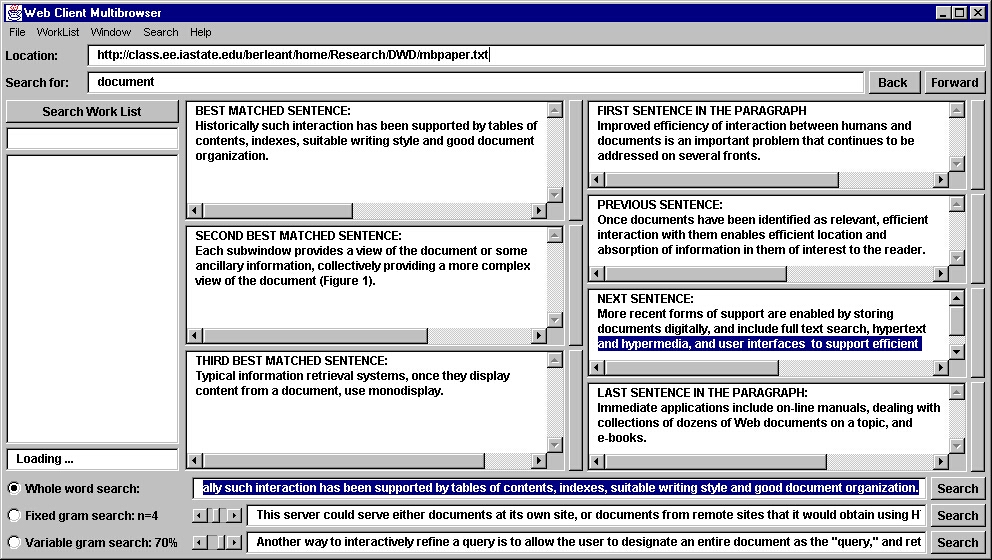 Web Client Multibrowser
File WorkList Window Search Help
Location: http://class.ee.iastate.edu/berleant/home/Research/DWD/mbpaper.txt
Search for: document Back Forward
Search Work List
BEST MATCHED SENTENCE:
Historically such interaction has been supported by tables of
contents, indexes, suitable writing style and good document
organization.
SECOND BEST MATCHED SENTENCE:
Each subwindow provides a view of the document or some
ancillary information, collectively providing a more complex
view of the document (Figure 1).
THIRD BEST MATCHED SENTENCE:
Typical information retrieval systems, once they display
content from a document, use monodisplay.
FIRST SENTENCE IN THE PARAGRAPH
Improved efficiency of interaction between humans and
documents is an important problem that continues to be
addressed on several fronts.
PREVIOUS SENTENCE:
Once documents have been identified as relevant, efficient
interaction with them enables efficient location and
absorption of information in them of interest to the reader.
NEXT SENTENCE:
More recent forms of support are enabled by storing
documents digitally, and include full text search, hypertext
and hypermedia, and user interfaces to support efficient
LAST SENTENCE IN THE PARAGRAPH:
Immediate applications include on-line manuals, dealing with
collections of dozens of Web documents on a topic, and
e-books.
Loading ...
Whole word search: ally such interaction has been supported by tables of contents, indexes, suitable writing style and good document organization. Search
Fixed gram search: n=4 This server could serve either documents at its own site, or documents from remote sites that it would obtain using Search
Variable gram search: 70% Another way to interactively refine a query is to allow the user to designate an entire document as the "query," and ret Search